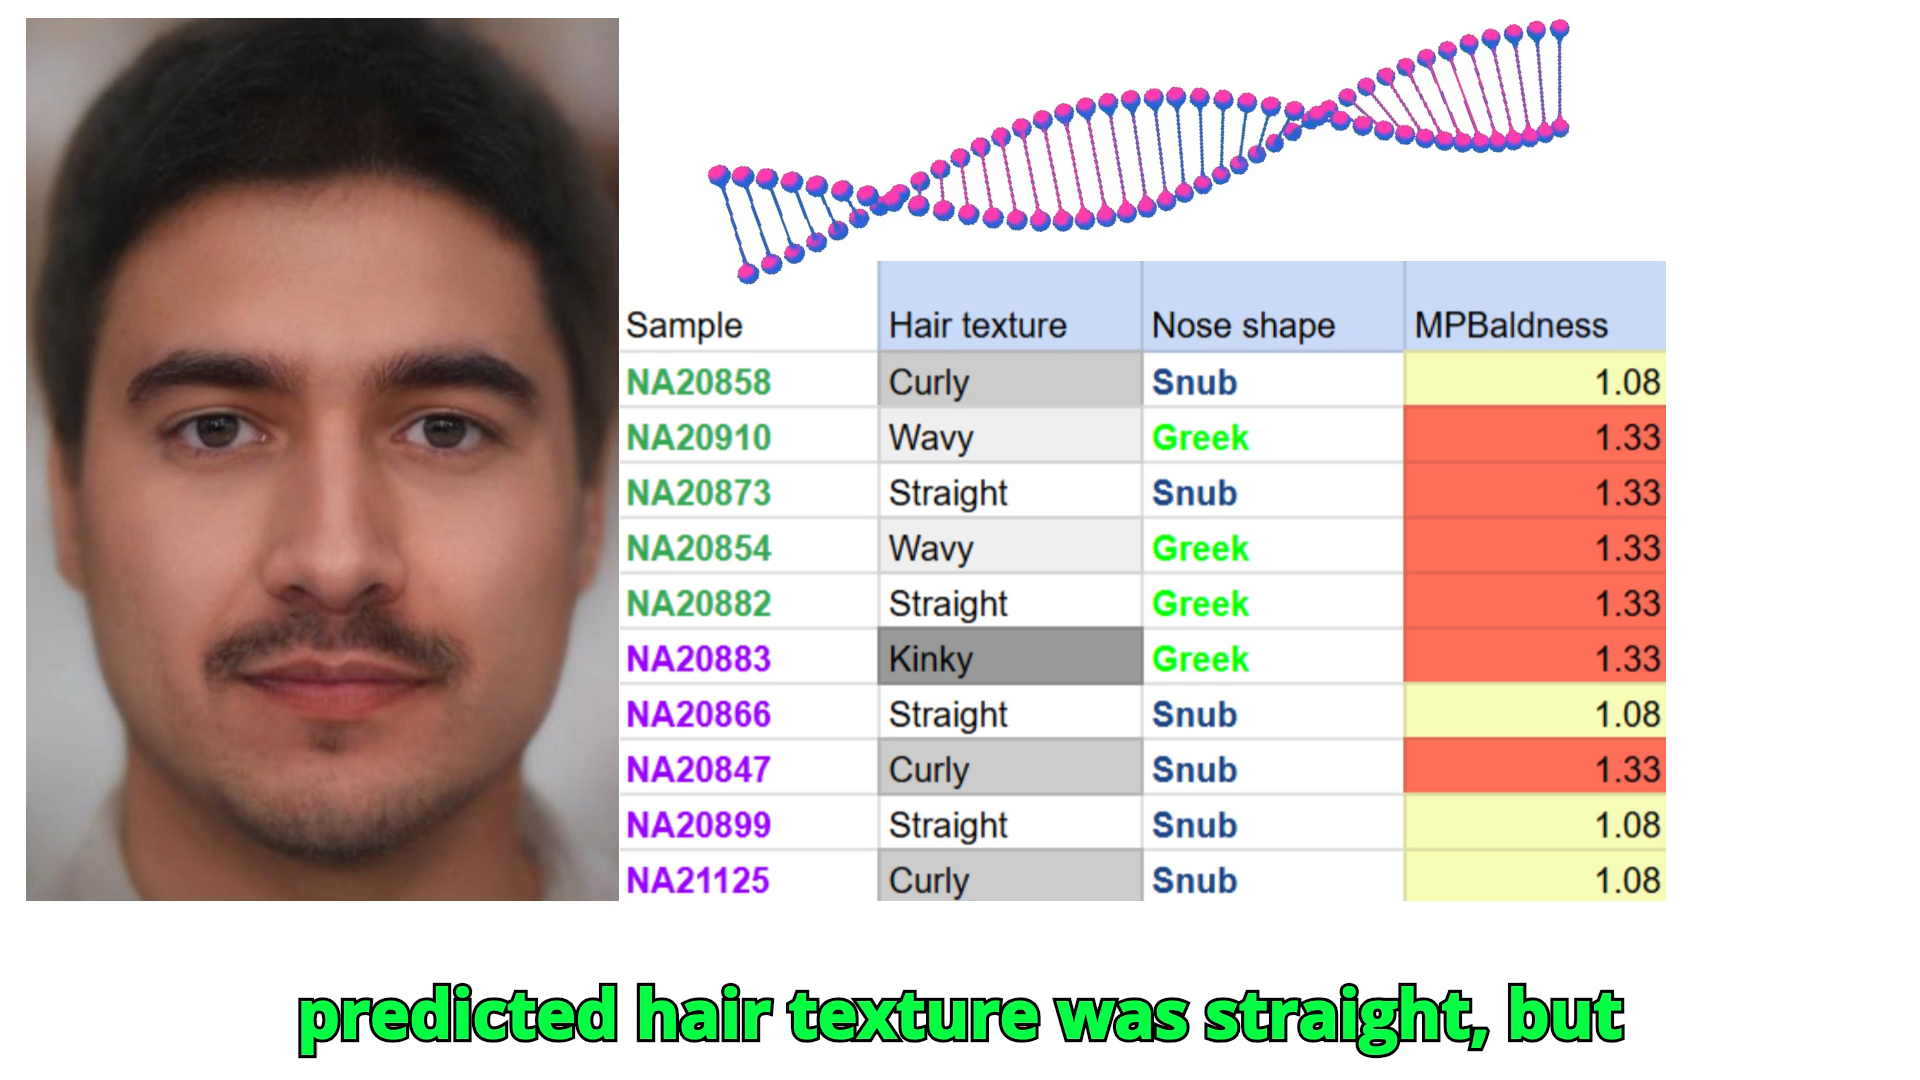 Sample Hair texture Nose shape MPBaldness
NA20858 Curly Snub 1.08
NA20910 Wavy Greek 1.33
NA20873 Straight Snub 1.33
NA20854 Wavy Greek 1.33
NA20882 Straight Greek 1.33
NA20883 Kinky Greek 1.33
NA20866 Straight Snub 1.08
NA20847 Curly Snub 1.33
NA20899 Straight Snub 1.08
NA21125 Curly Snub 1.08
predicted hair texture was straight, but